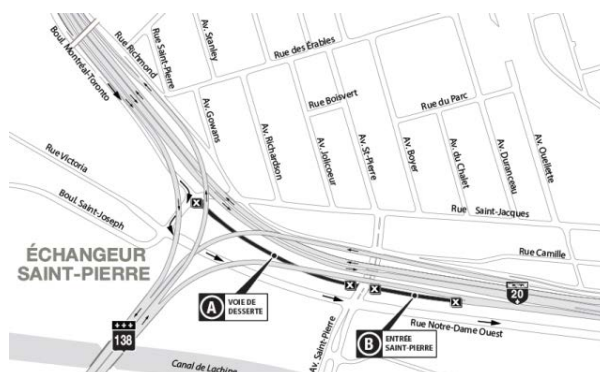 Boul. Montréal-Toronto
Rue Richmond
Rue Saint-Pierre
Av. Stanley
Rue des Érables
Av. Gowans
Rue Boisvert
Rue du Parc
Av. Richardson
Av. Jolicoeur
Av. St-Pierre
Av. Boyer
Av. du Chalet
Av. Duranceau
Av. Ouellette
Rue Victoria
Boul. Saint-Joseph
Rue Saint-Jacques
Rue Camille
ÉCHANGEUR
SAINT-PIERRE
A
VOIE DE
DESSERTE
20
B
ENTRÉE
SAINT-PIERRE
Rue Notre-Dame Ouest
Av. Saint-Pierre
138
Canal de Lachine